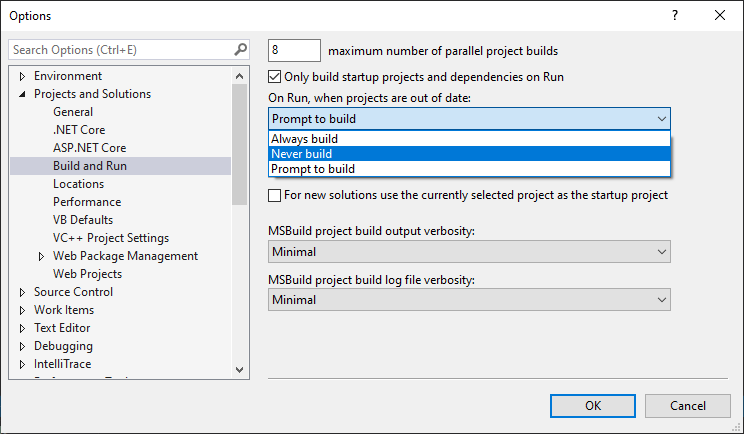 Options
?
Search Options (Ctrl+E)
Environment
Projects and Solutions
General
.NET Core
ASP.NET Core
Build and Run
Locations
Performance
VB Defaults
VC++ Project Settings
Web Package Management
Web Projects
Source Control
Work Items
Text Editor
Debugging
IntelliTrace
8 maximum number of parallel project builds
Only build startup projects and dependencies on Run
On Run, when projects are out of date:
Prompt to build
Always build
Never build
Prompt to build
For new solutions use the currently selected project as the startup project
MSBuild project build output verbosity:
Minimal
MSBuild project build log file verbosity:
Minimal
OK
Cancel